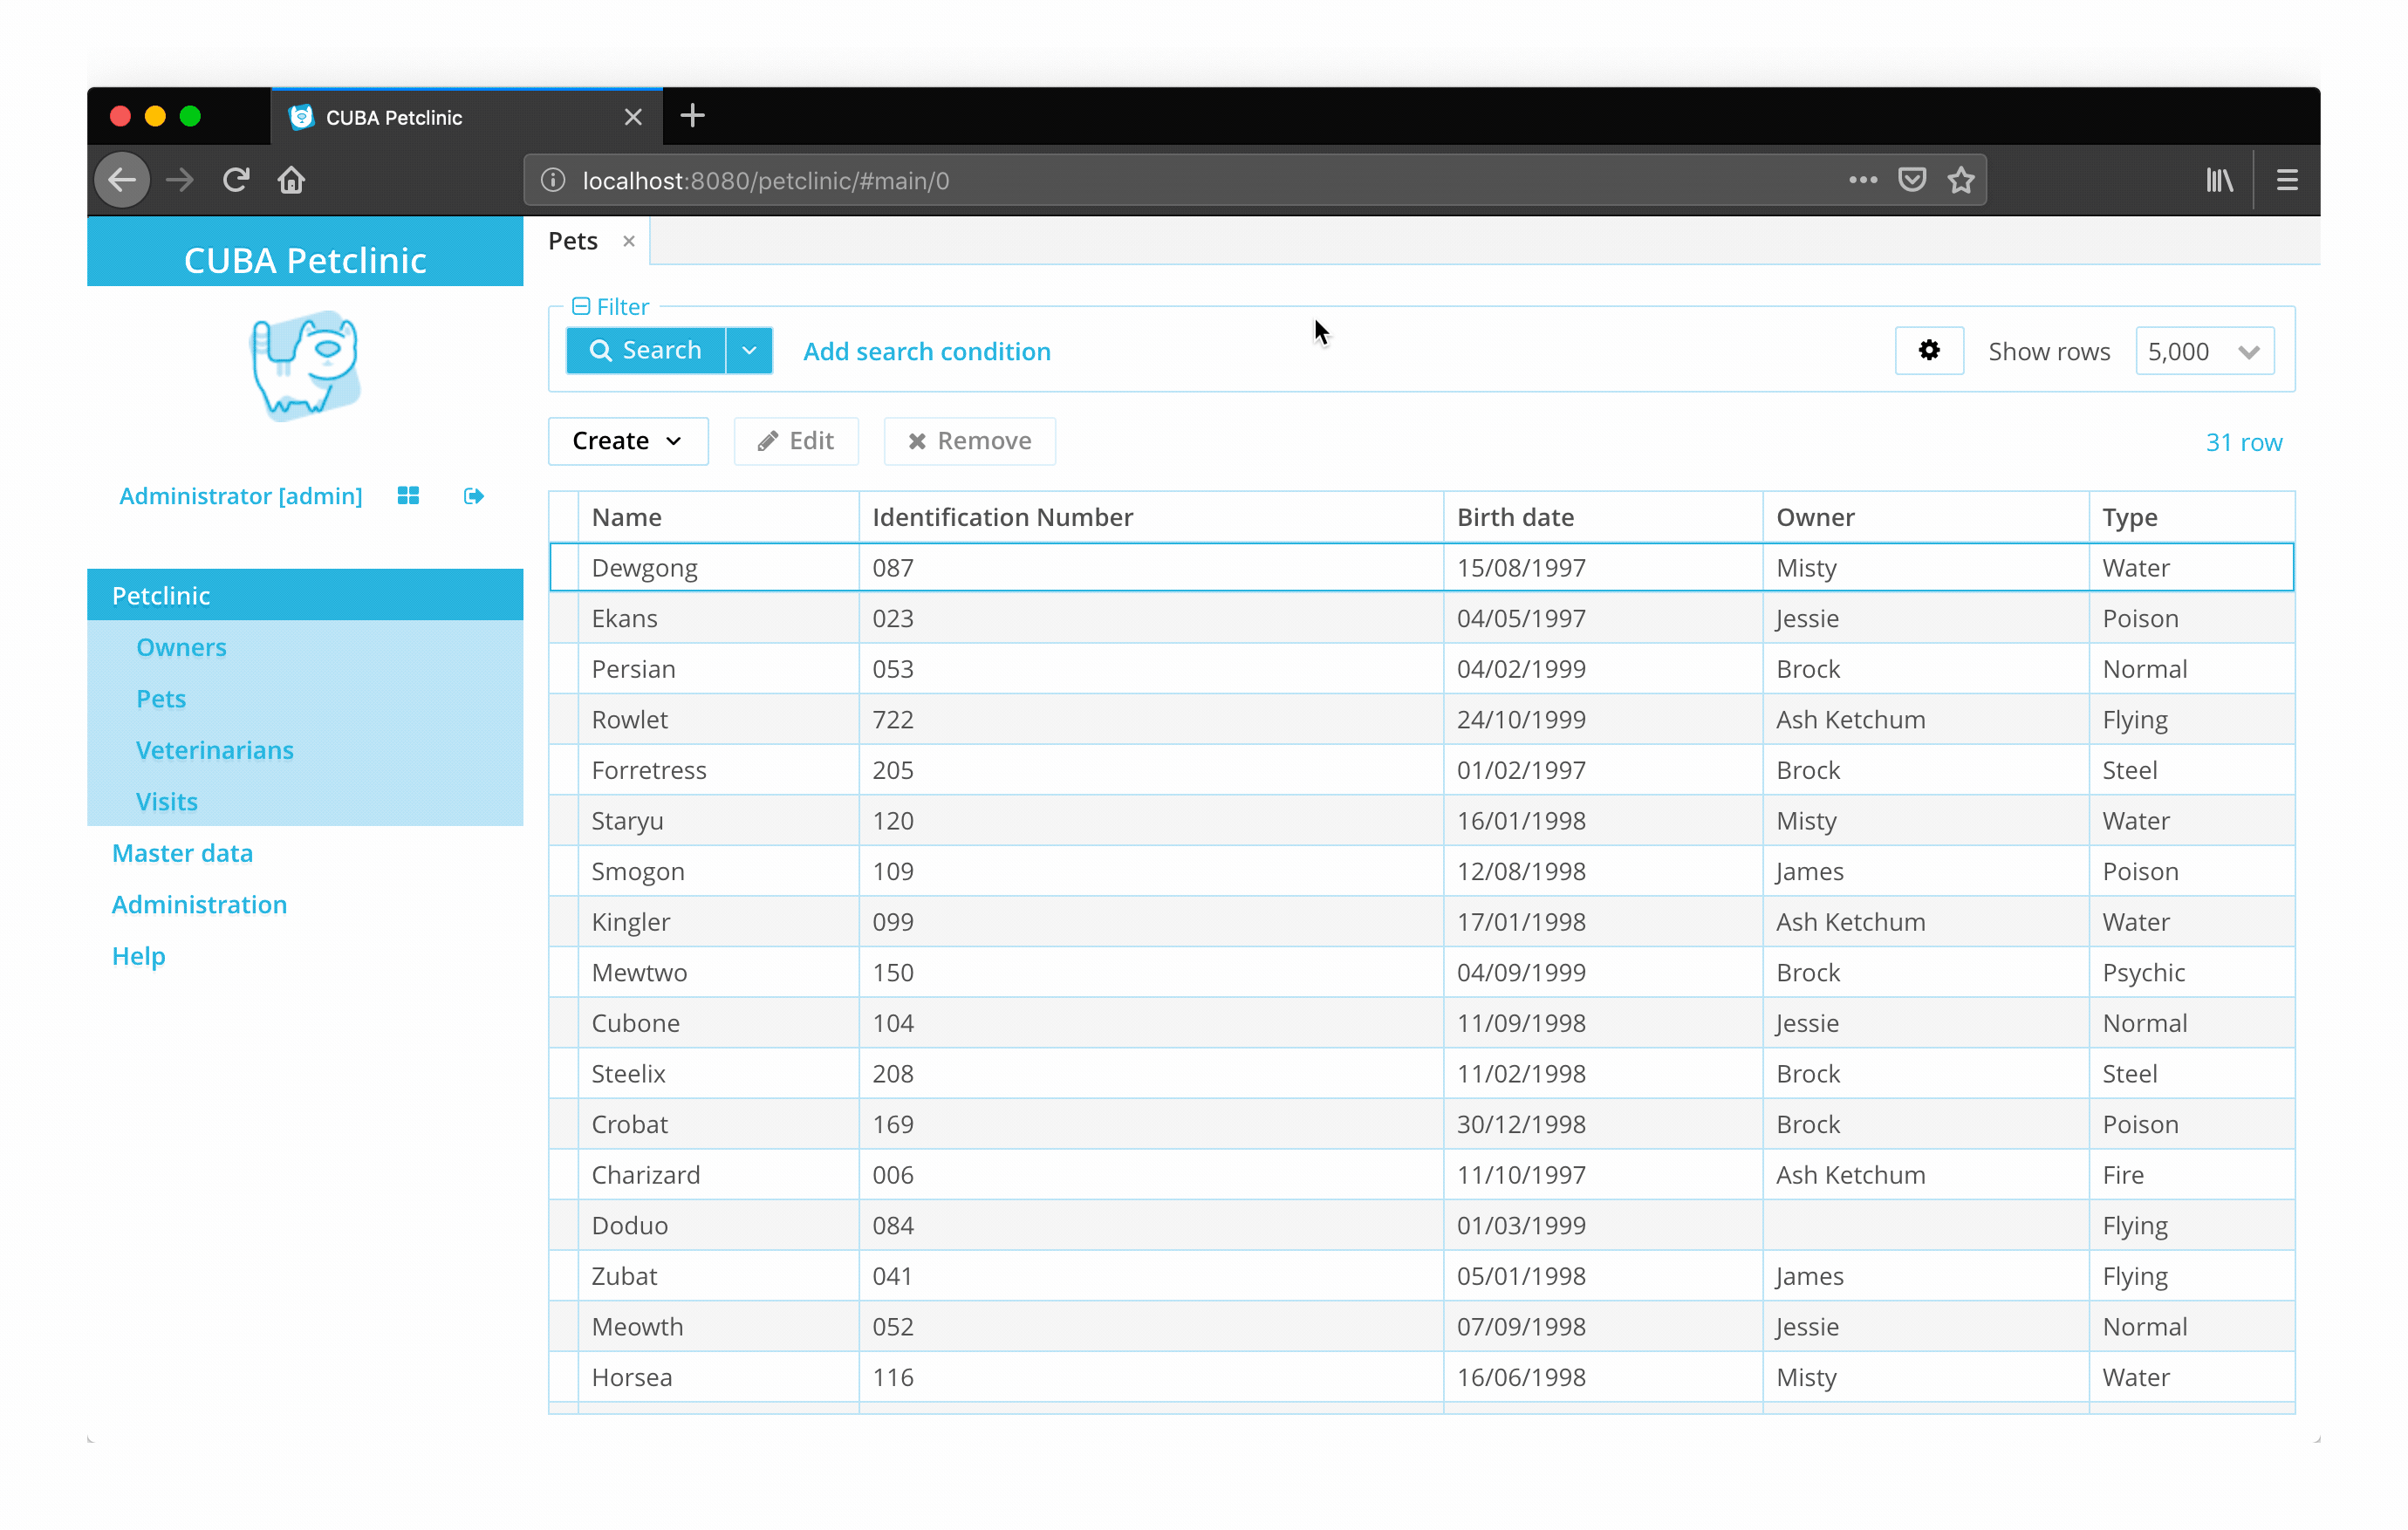 CUBA Petclinic
localhost:8080/petclinic/#main/0
CUBA Petclinic
Administrator [admin]
Petclinic
Owners
Pets
Veterinarians
Visits
Master data
Administration
Help
Pets
Filter
Search Add search condition Show rows 5,000
Create Edit Remove 31 row
Name Identification Number Birth date Owner Type
Dewgong 087 15/08/1997 Misty Water
Ekans 023 04/05/1997 Jessie Poison
Persian 053 04/02/1999 Brock Normal
Rowlet 722 24/10/1999 Ash Ketchum Flying
Forretress 205 01/02/1997 Brock Steel
Staryu 120 16/01/1998 Misty Water
Smogon 109 12/08/1998 James Poison
Kingler 099 17/01/1998 Ash Ketchum Water
Mewtwo 150 04/09/1999 Brock Psychic
Cubone 104 11/09/1998 Jessie Normal
Steelix 208 11/02/1998 Brock Steel
Crobat 169 30/12/1998 Brock Poison
Charizard 006 11/10/1997 Ash Ketchum Fire
Doduo 084 01/03/1999 Flying
Zubat 041 05/01/1998 James Flying
Meowth 052 07/09/1998 Jessie Normal
Horsea 116 16/06/1998 Misty Water